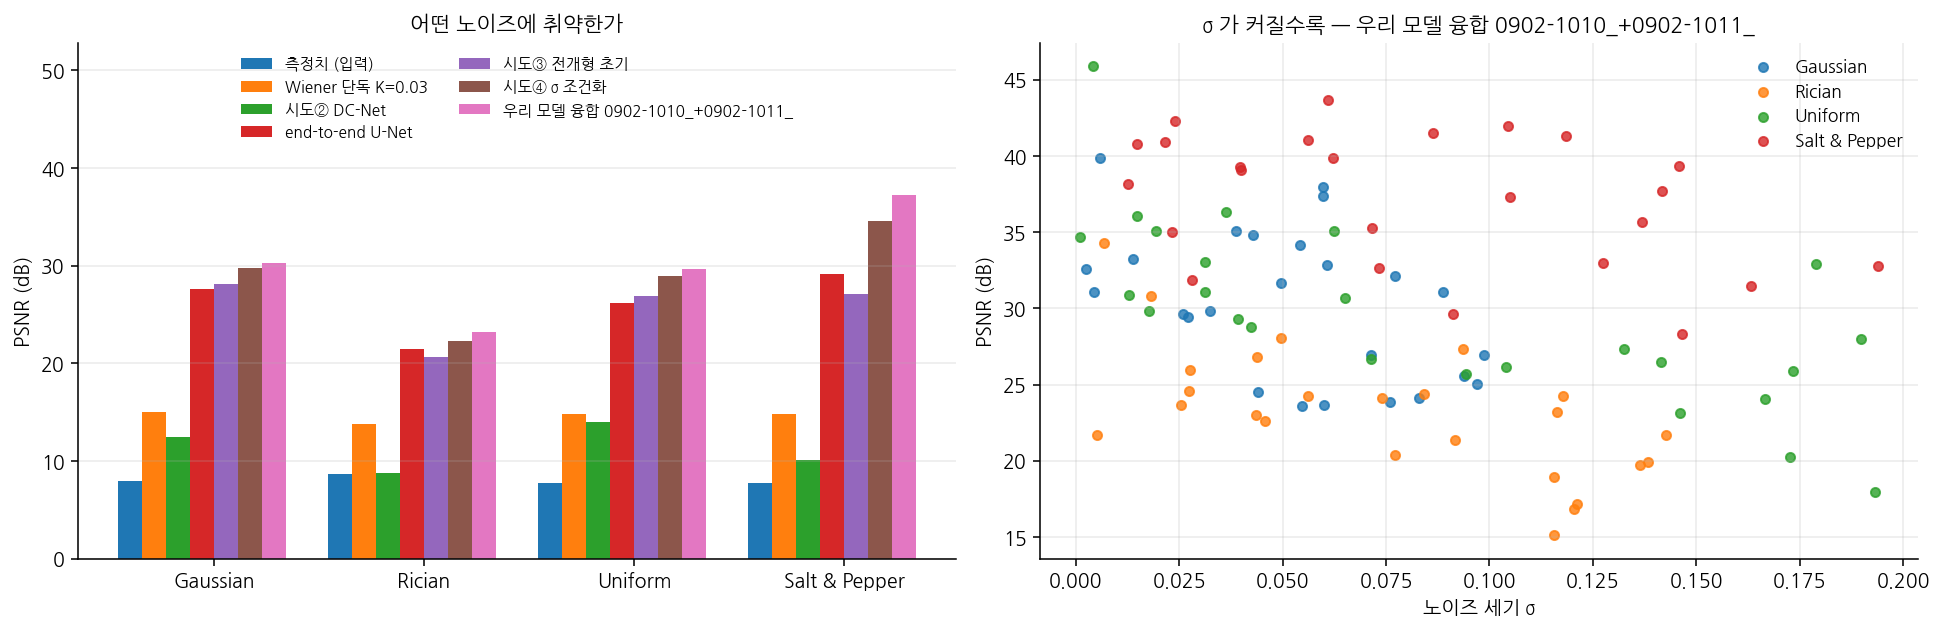 어떤 노이즈에 취약한가
측정치 (입력)
Wiener 단독 K=0.03
시도② DC-Net
end-to-end U-Net
시도③ 전개형 초기
시도④ σ 조건화
우리 모델 융합 0902-1010_+0902-1011_
PSNR (dB)
50
40
30
20
10
0
Gaussian
Rician
Uniform
Salt & Pepper
σ 가 커질수록 — 우리 모델 융합 0902-1010_+0902-1011_
Gaussian
Rician
Uniform
Salt & Pepper
PSNR (dB)
45
40
35
30
25
20
15
0.000
0.025
0.050
0.075
0.100
0.125
0.150
0.175
0.200
노이즈 세기 σ